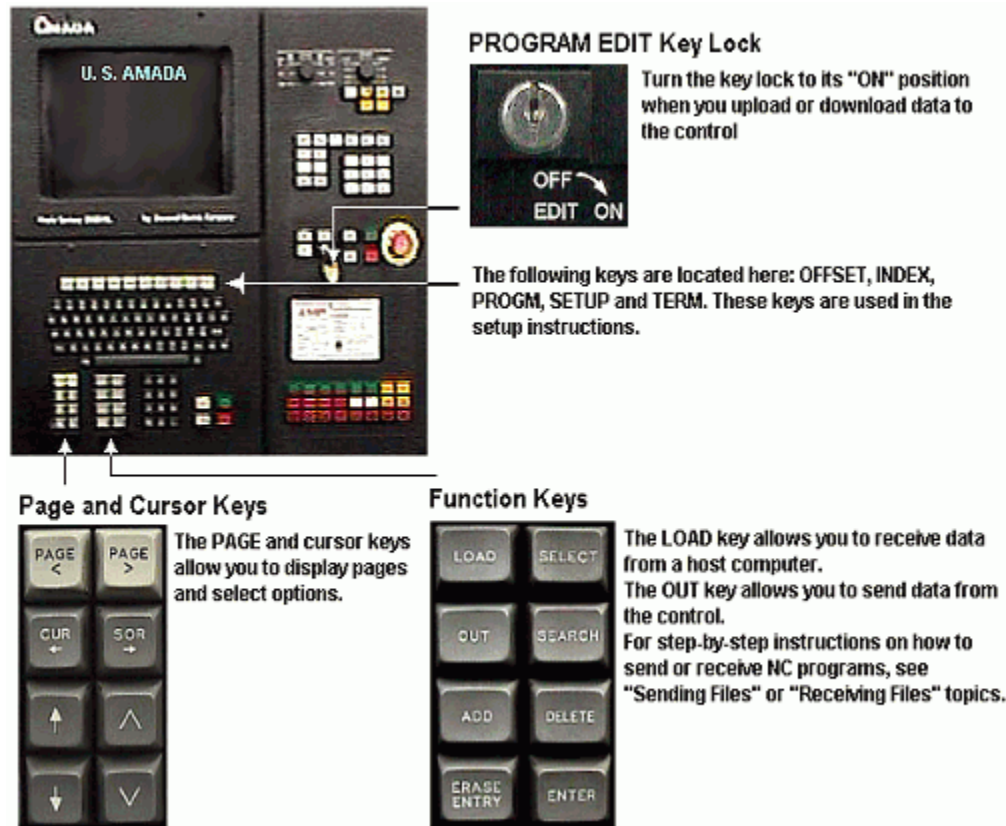 AMADA
U. S. AMADA
PROGRAM EDIT Key Lock
Turn the key lock to its "ON" position
when you upload or download data to
the control
OFF
EDIT ON
The following keys are located here: OFFSET, INDEX,
PROGM, SETUP and TERM. These keys are used in the
setup instructions.
Page and Cursor Keys
PAGE
<
PAGE
>
CUR
←
SOR
→
↑
∧
↓
∨
The PAGE and cursor keys
allow you to display pages
and select options.
Function Keys
LOAD
SELECT
OUT
SEARCH
ADD
DELETE
ERASE
ENTRY
ENTER
The LOAD key allows you to receive data
from a host computer.
The OUT key allows you to send data from
the control.
For step-by-step instructions on how to
send or receive NC programs, see
"Sending Files" or "Receiving Files" topics.